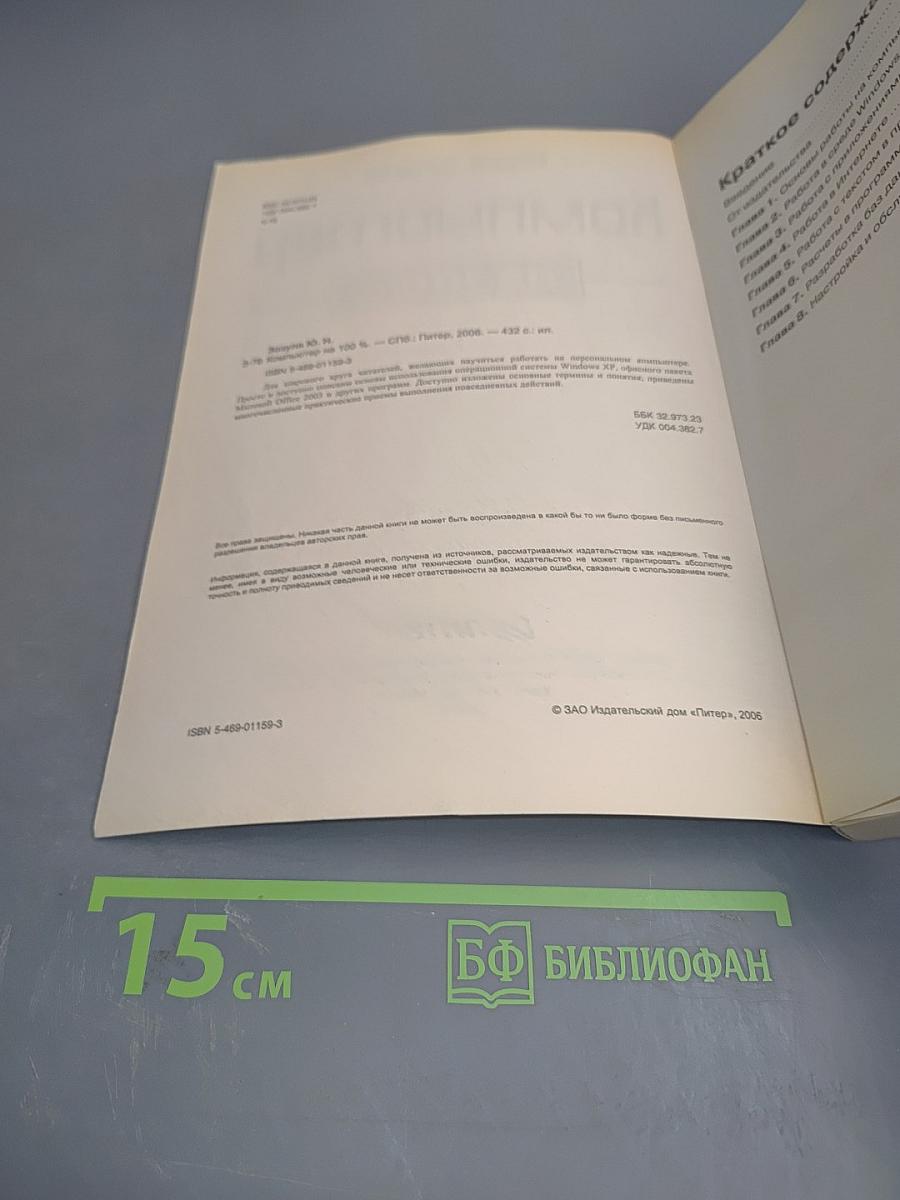 Ю. Н.
Компьютер на 100 %. — СПб.: Питер, 2006. — 432 с.: ил.
ISBN 5-469-01159-3
Для широкого круга читателей, желающих научиться работать на персональном компьютере.
Просто и доступно описаны основы использования операционной системы Windows XP, офисного пакета
Microsoft Office 2003 и других программ. Доступно изложены основные термины и понятия, приведены
многочисленные практические приемы выполнения повседневных действий.
ББК 32.973.23
УДК 004.382.7
Все права защищены. Никакая часть данной книги не может быть воспроизведена в какой бы то ни было форме без письменного
разрешения владельцев авторских прав.
Информация, содержащаяся в данной книге, получена из источников, рассматриваемых издательством как надежные. Тем не
менее, имея в виду возможные человеческие или технические ошибки, издательство не может гарантировать абсолютную
точность и полноту приводимых сведений и не несет ответственности за возможные ошибки, связанные с использованием книги.
ISBN 5-469-01159-3
© ЗАО Издательский дом «Питер», 2006
Краткое содерж
Введение
От издательства
Глава 1. Основы работы на компь
Глава 2. Работа в среде Windows
Глава 3. Работа с приложениями
Глава 4. Работа в Интернете
Глава 5. Работа с текстом в пр
Глава 6. Расчеты в программ
Глава 7. Разработка баз дан
Глава 8. Настройка и обсл
15 см
БФ БИБЛИОФАН